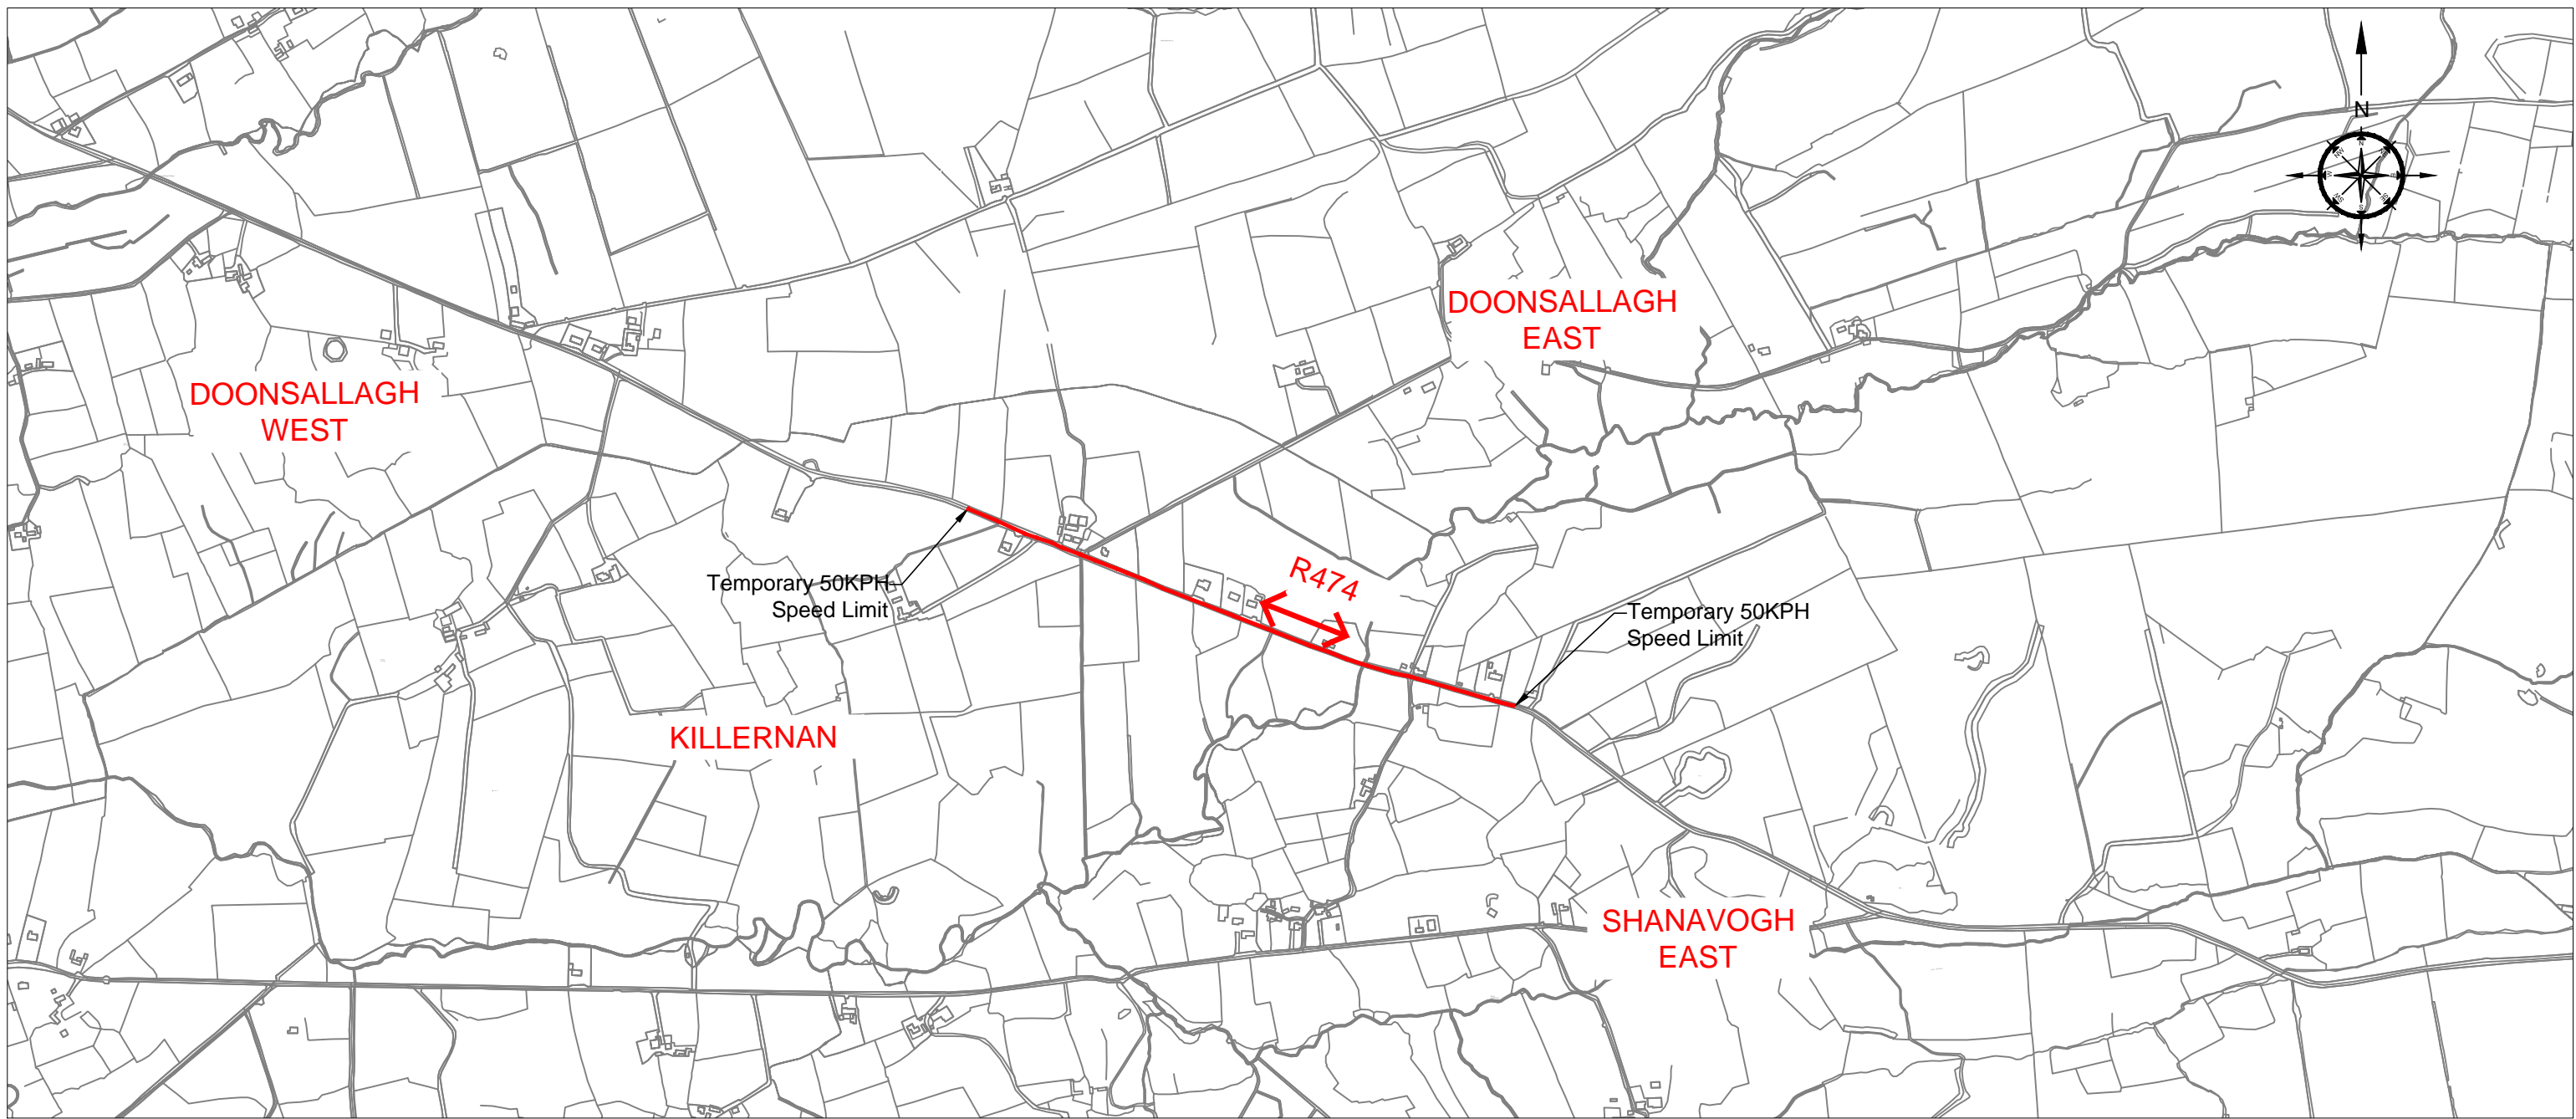 N
DOONSALLAGH
EAST
DOONSALLAGH
WEST
R474
Temporary 50KPH
Speed Limit
Temporary 50KPH
Speed Limit
KILLERNAN
SHANAVOGH
EAST